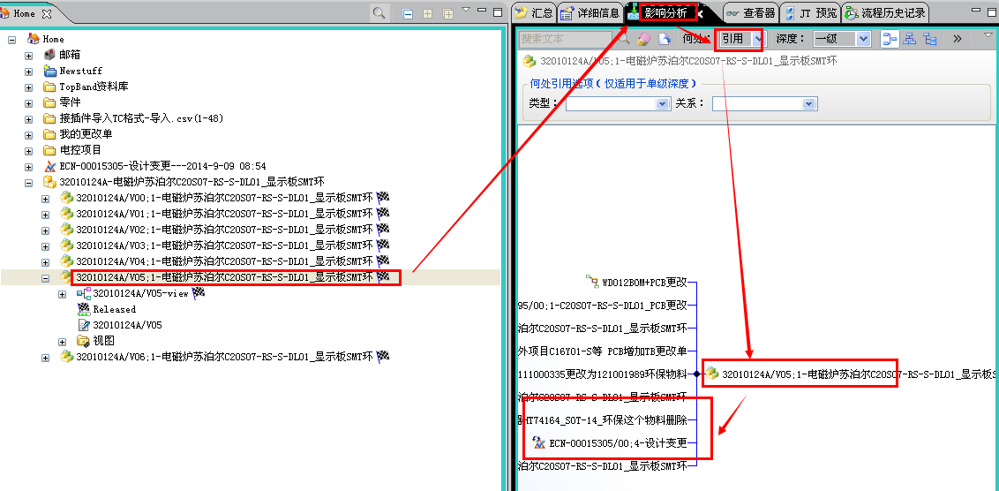 Home
Home
邮箱
Newstuff
TopBand资料库
零件
接插件导入TC格式-导入.csv(1-48)
我的更改单
电控项目
ECN-00015305-设计变更---2014-9-09 08:54
32010124A-电磁炉苏泊尔C20S07-RS-S-DL01_显示板SMT环
32010124A/V00;1-电磁炉苏泊尔C20S07-RS-S-DL01_显示板SMT环
32010124A/V01;1-电磁炉苏泊尔C20S07-RS-S-DL01_显示板SMT环
32010124A/V02;1-电磁炉苏泊尔C20S07-RS-S-DL01_显示板SMT环
32010124A/V03;1-电磁炉苏泊尔C20S07-RS-S-DL01_显示板SMT环
32010124A/V04;1-电磁炉苏泊尔C20S07-RS-S-DL01_显示板SMT环
32010124A/V05;1-电磁炉苏泊尔C20S07-RS-S-DL01_显示板SMT环
32010124A/V05-view
Released
32010124A/V05
视图
32010124A/V06;1-电磁炉苏泊尔C20S07-RS-S-DL01_显示板SMT环
汇总 详细信息 影响分析 查看器 JT 预览 流程历史记录
搜索文本 何处: 引用 深度: 一级 »
32010124A/V05;1-电磁炉苏泊尔C20S07-RS-S-DL01_显示板SMT环
何处引用选项(仅适用于单级深度)
类型: 关系:
WD012BOM+PCB更改
95/00;1-C20S07-RS-S-DL01_PCB更改
泊尔C20S07-RS-S-DL01_显示板SMT环
外项目C16Y01-S等 PCB增加TB更改单
111000335更改为121001989环保物料
32010124A/V05;1-电磁炉苏泊尔C20S07-RS-S-DL01_显示板S
泊尔C20S07-RS-S-DL01_显示板SMT环
器HT74164_SOT-14_环保这个物料删除
ECN-00015305/00;4-设计变更
泊尔C20S07-RS-S-DL01_显示板SMT环